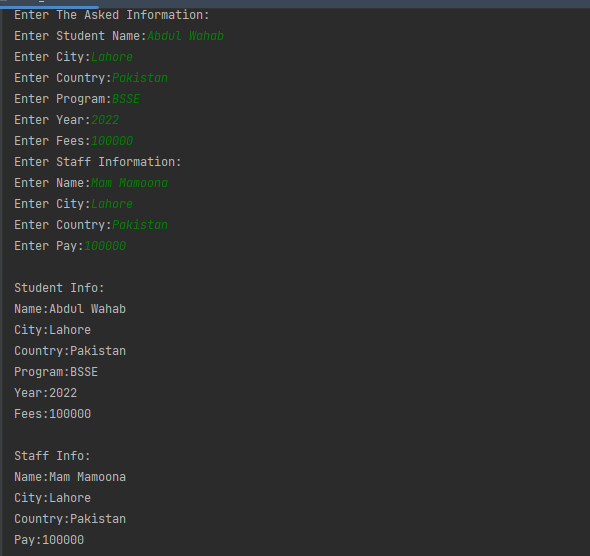 Enter The Asked Information:
Enter Student Name:Abdul Wahab
Enter City:Lahore
Enter Country:Pakistan
Enter Program:BSSE
Enter Year:2022
Enter Fees:100000
Enter Staff Information:
Enter Name:Mam Mamoona
Enter City:Lahore
Enter Country:Pakistan
Enter Pay:100000

Student Info:
Name:Abdul Wahab
City:Lahore
Country:Pakistan
Program:BSSE
Year:2022
Fees:100000

Staff Info:
Name:Mam Mamoona
City:Lahore
Country:Pakistan
Pay:100000